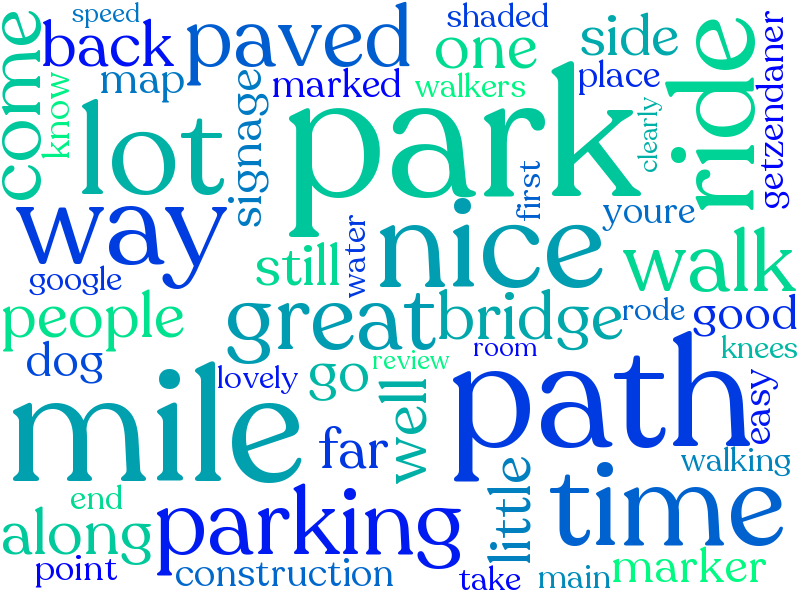 speed
shaded
come
back
paved
one
side
ride
getzendaner
know
map
signage
marked
walkers
place
lot
park
clearly
way
first
youre
google
water
still
nice
walk
people
great
bridge
rode
good
dog
lovely
go
review
room
knees
mile
well
path
easy
far
walking
end
along
parking
little
time
point
construction
take
main
marker